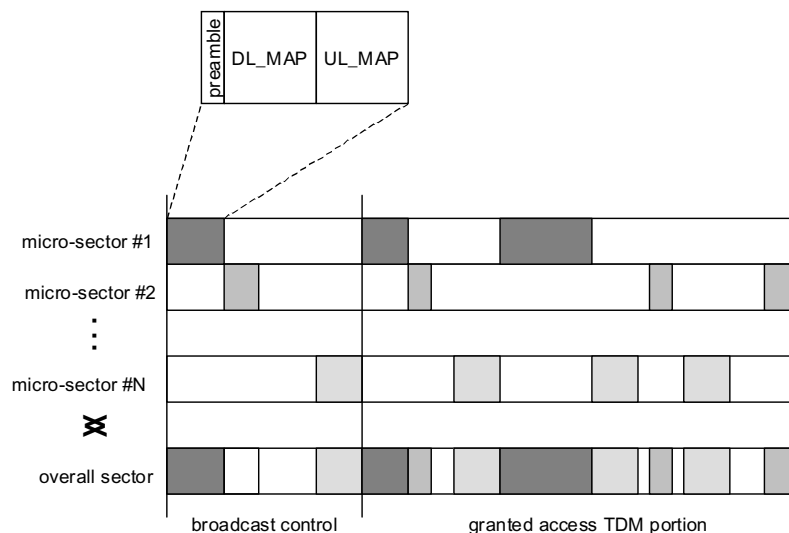 preamble
DL_MAP
UL_MAP
micro-sector #1
micro-sector #2
micro-sector #N
overall sector
broadcast control
granted access TDM portion